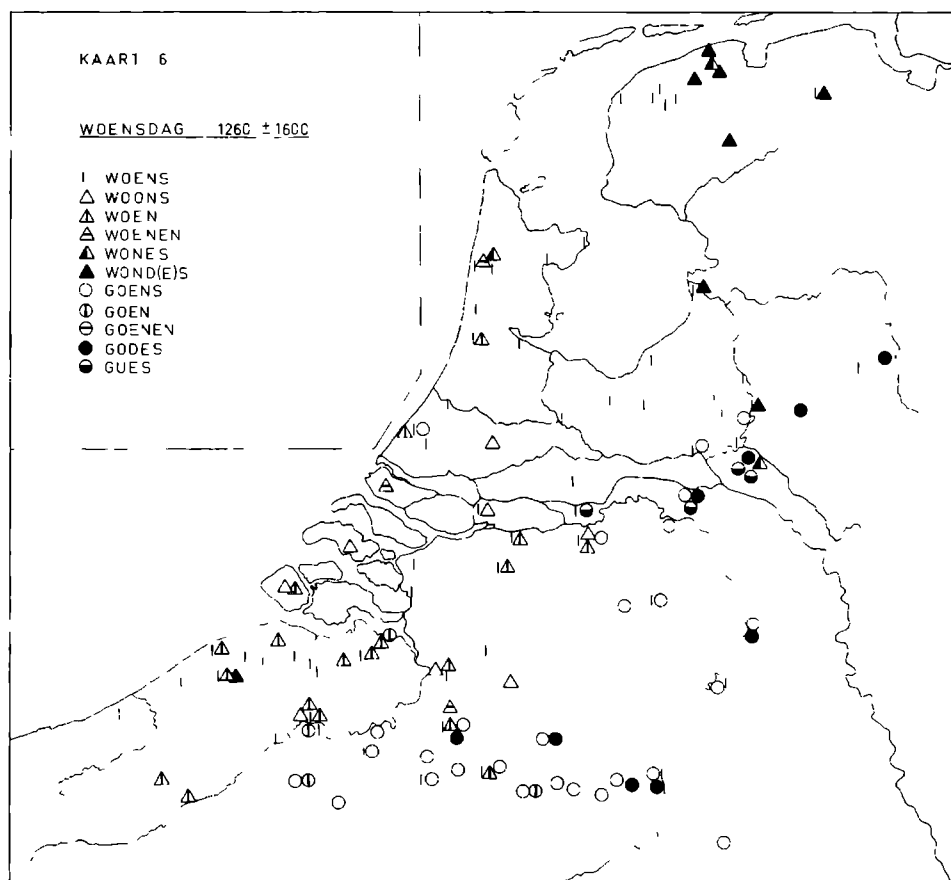 KAART 6
WOENSDAG 1260 ± 1600
WOENS
WOONS
WOEN
WOENEN
WONES
WOND(E)S
GOENS
GOEN
GOENEN
GODES
GUES